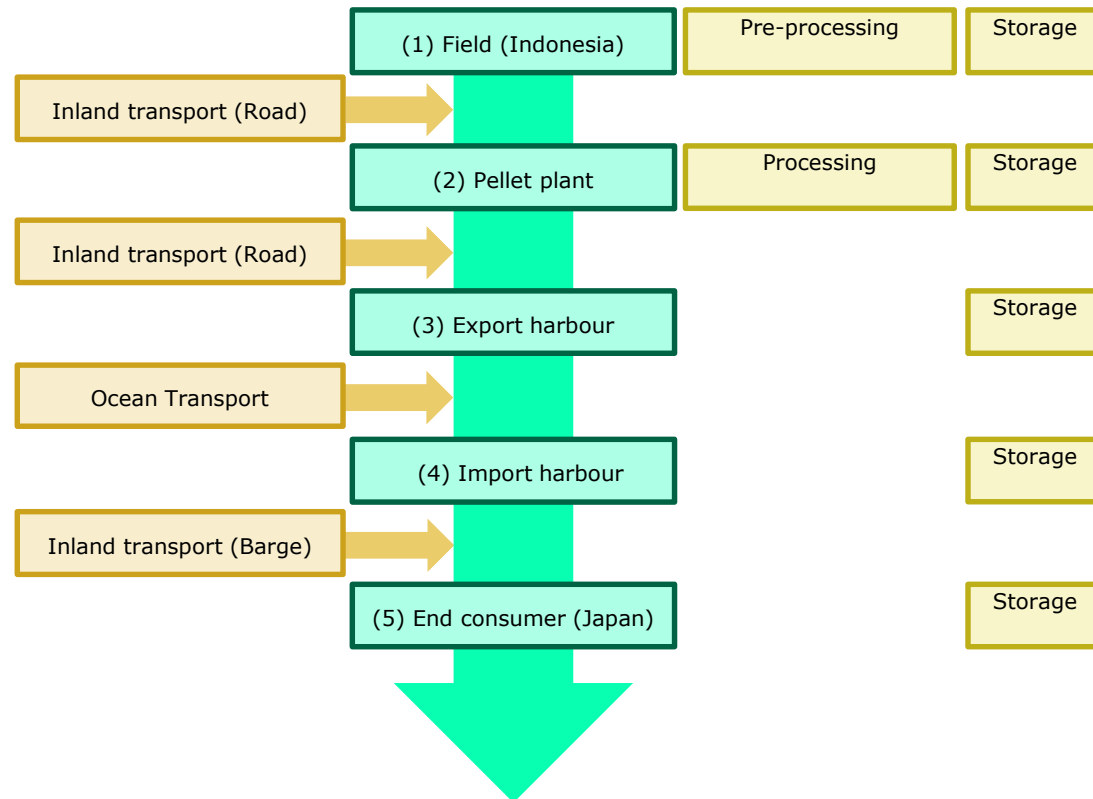 (1) Field (Indonesia)
Pre-processing
Storage
Inland transport (Road)
(2) Pellet plant
Processing
Storage
Inland transport (Road)
(3) Export harbour
Storage
Ocean Transport
(4) Import harbour
Storage
Inland transport (Barge)
(5) End consumer (Japan)
Storage